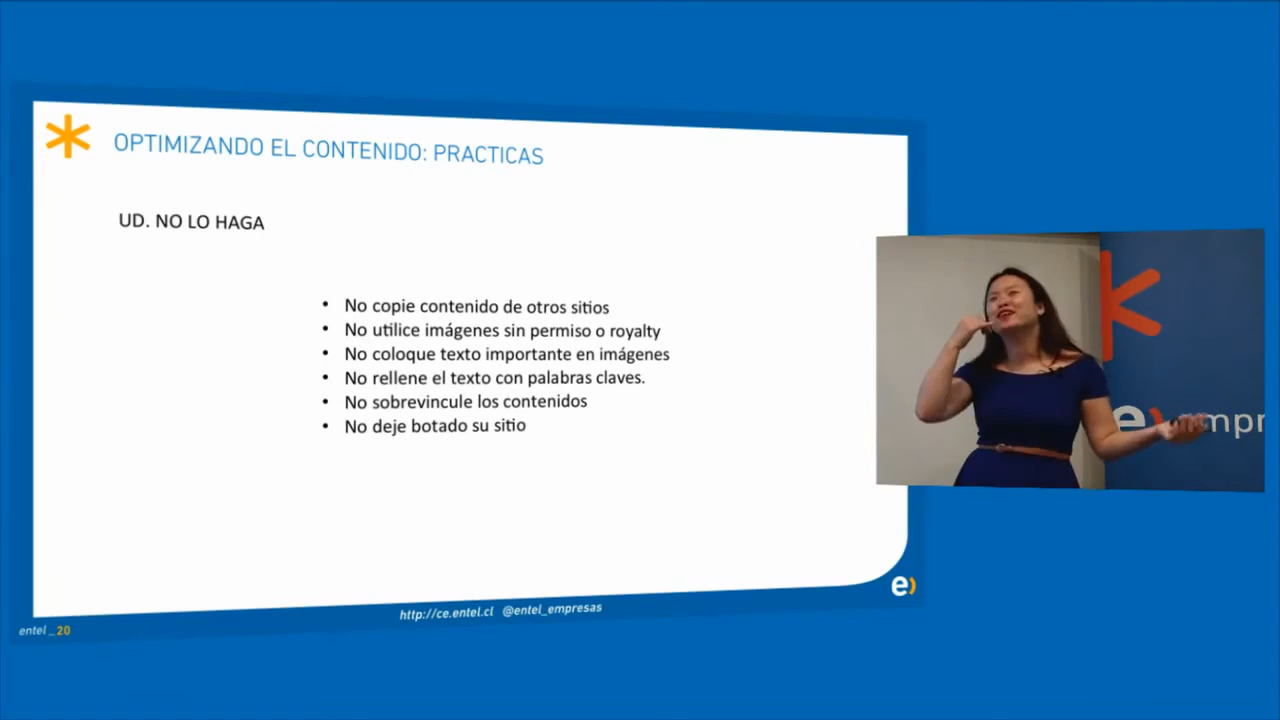 OPTIMIZANDO EL CONTENIDO: PRACTICAS
UD. NO LO HAGA
• No copie contenido de otros sitios
• No utilice imágenes sin permiso o royalty
• No coloque texto importante en imágenes
• No rellene el texto con palabras claves.
• No sobrevincule los contenidos
• No deje botado su sitio
e) empr
e)
http://ce.entel.cl @entel_empresas
entel _20